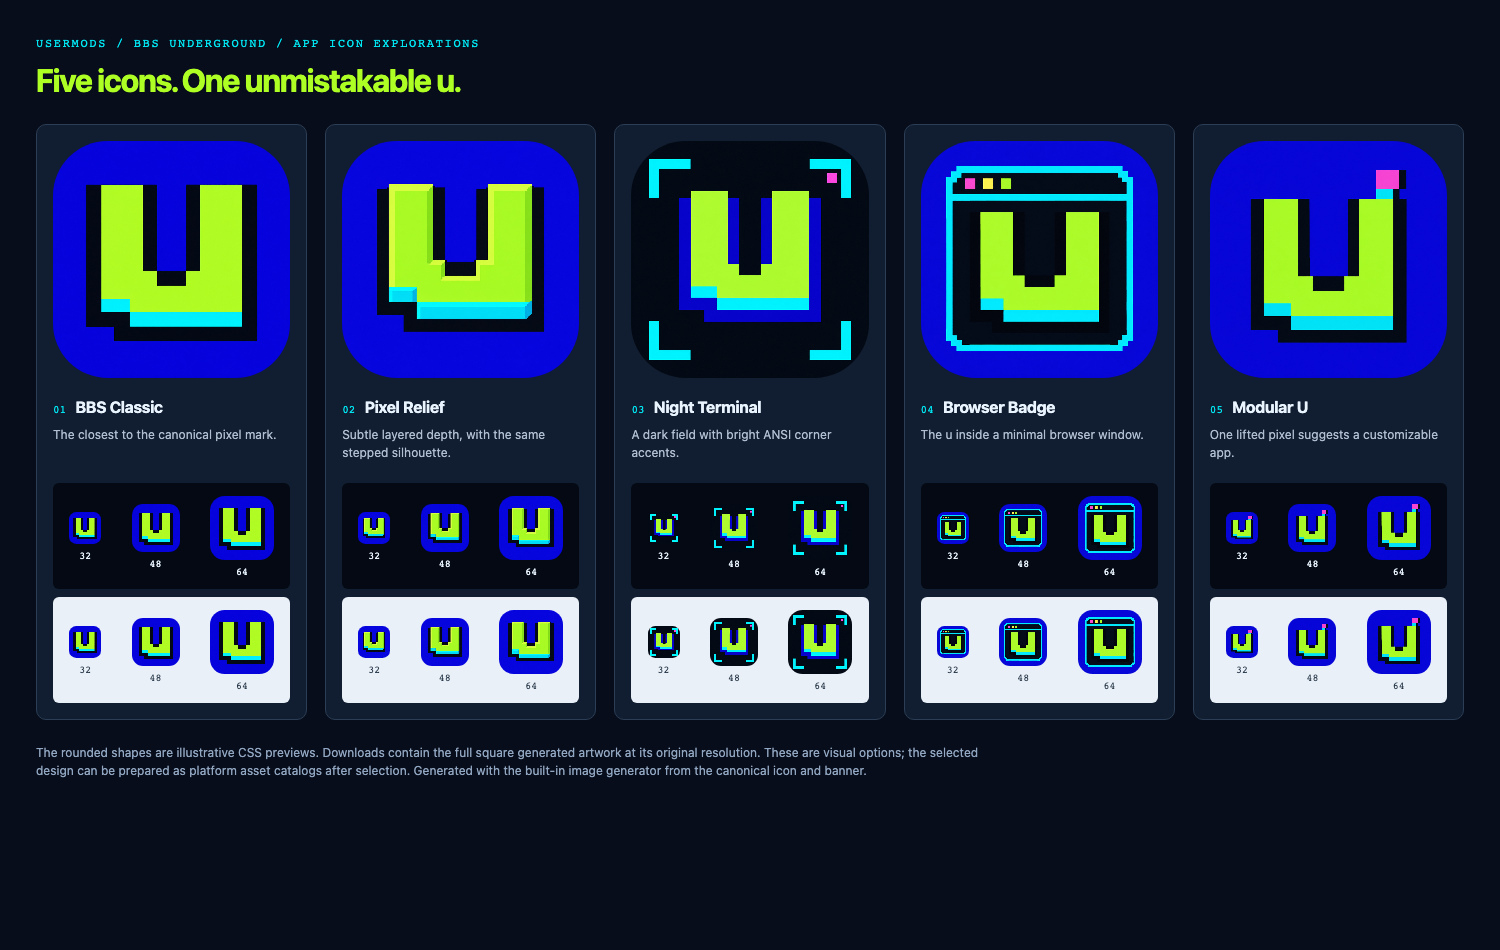 USERMODS / BBS UNDERGROUND / APP ICON EXPLORATIONS
Five icons. One unmistakable u.
01 BBS Classic
The closest to the canonical pixel mark.
32
48
64
32
48
64
02 Pixel Relief
Subtle layered depth, with the same
stepped silhouette.
32
48
64
32
48
64
03 Night Terminal
A dark field with bright ANSI corner
accents.
32
48
64
32
48
64
04 Browser Badge
The u inside a minimal browser window.
32
48
64
32
48
64
05 Modular U
One lifted pixel suggests a customizable
app.
32
48
64
32
48
64
The rounded shapes are illustrative CSS previews. Downloads contain the full square generated artwork at its original resolution. These are visual options; the selected
design can be prepared as platform asset catalogs after selection. Generated with the built-in image generator from the canonical icon and banner.